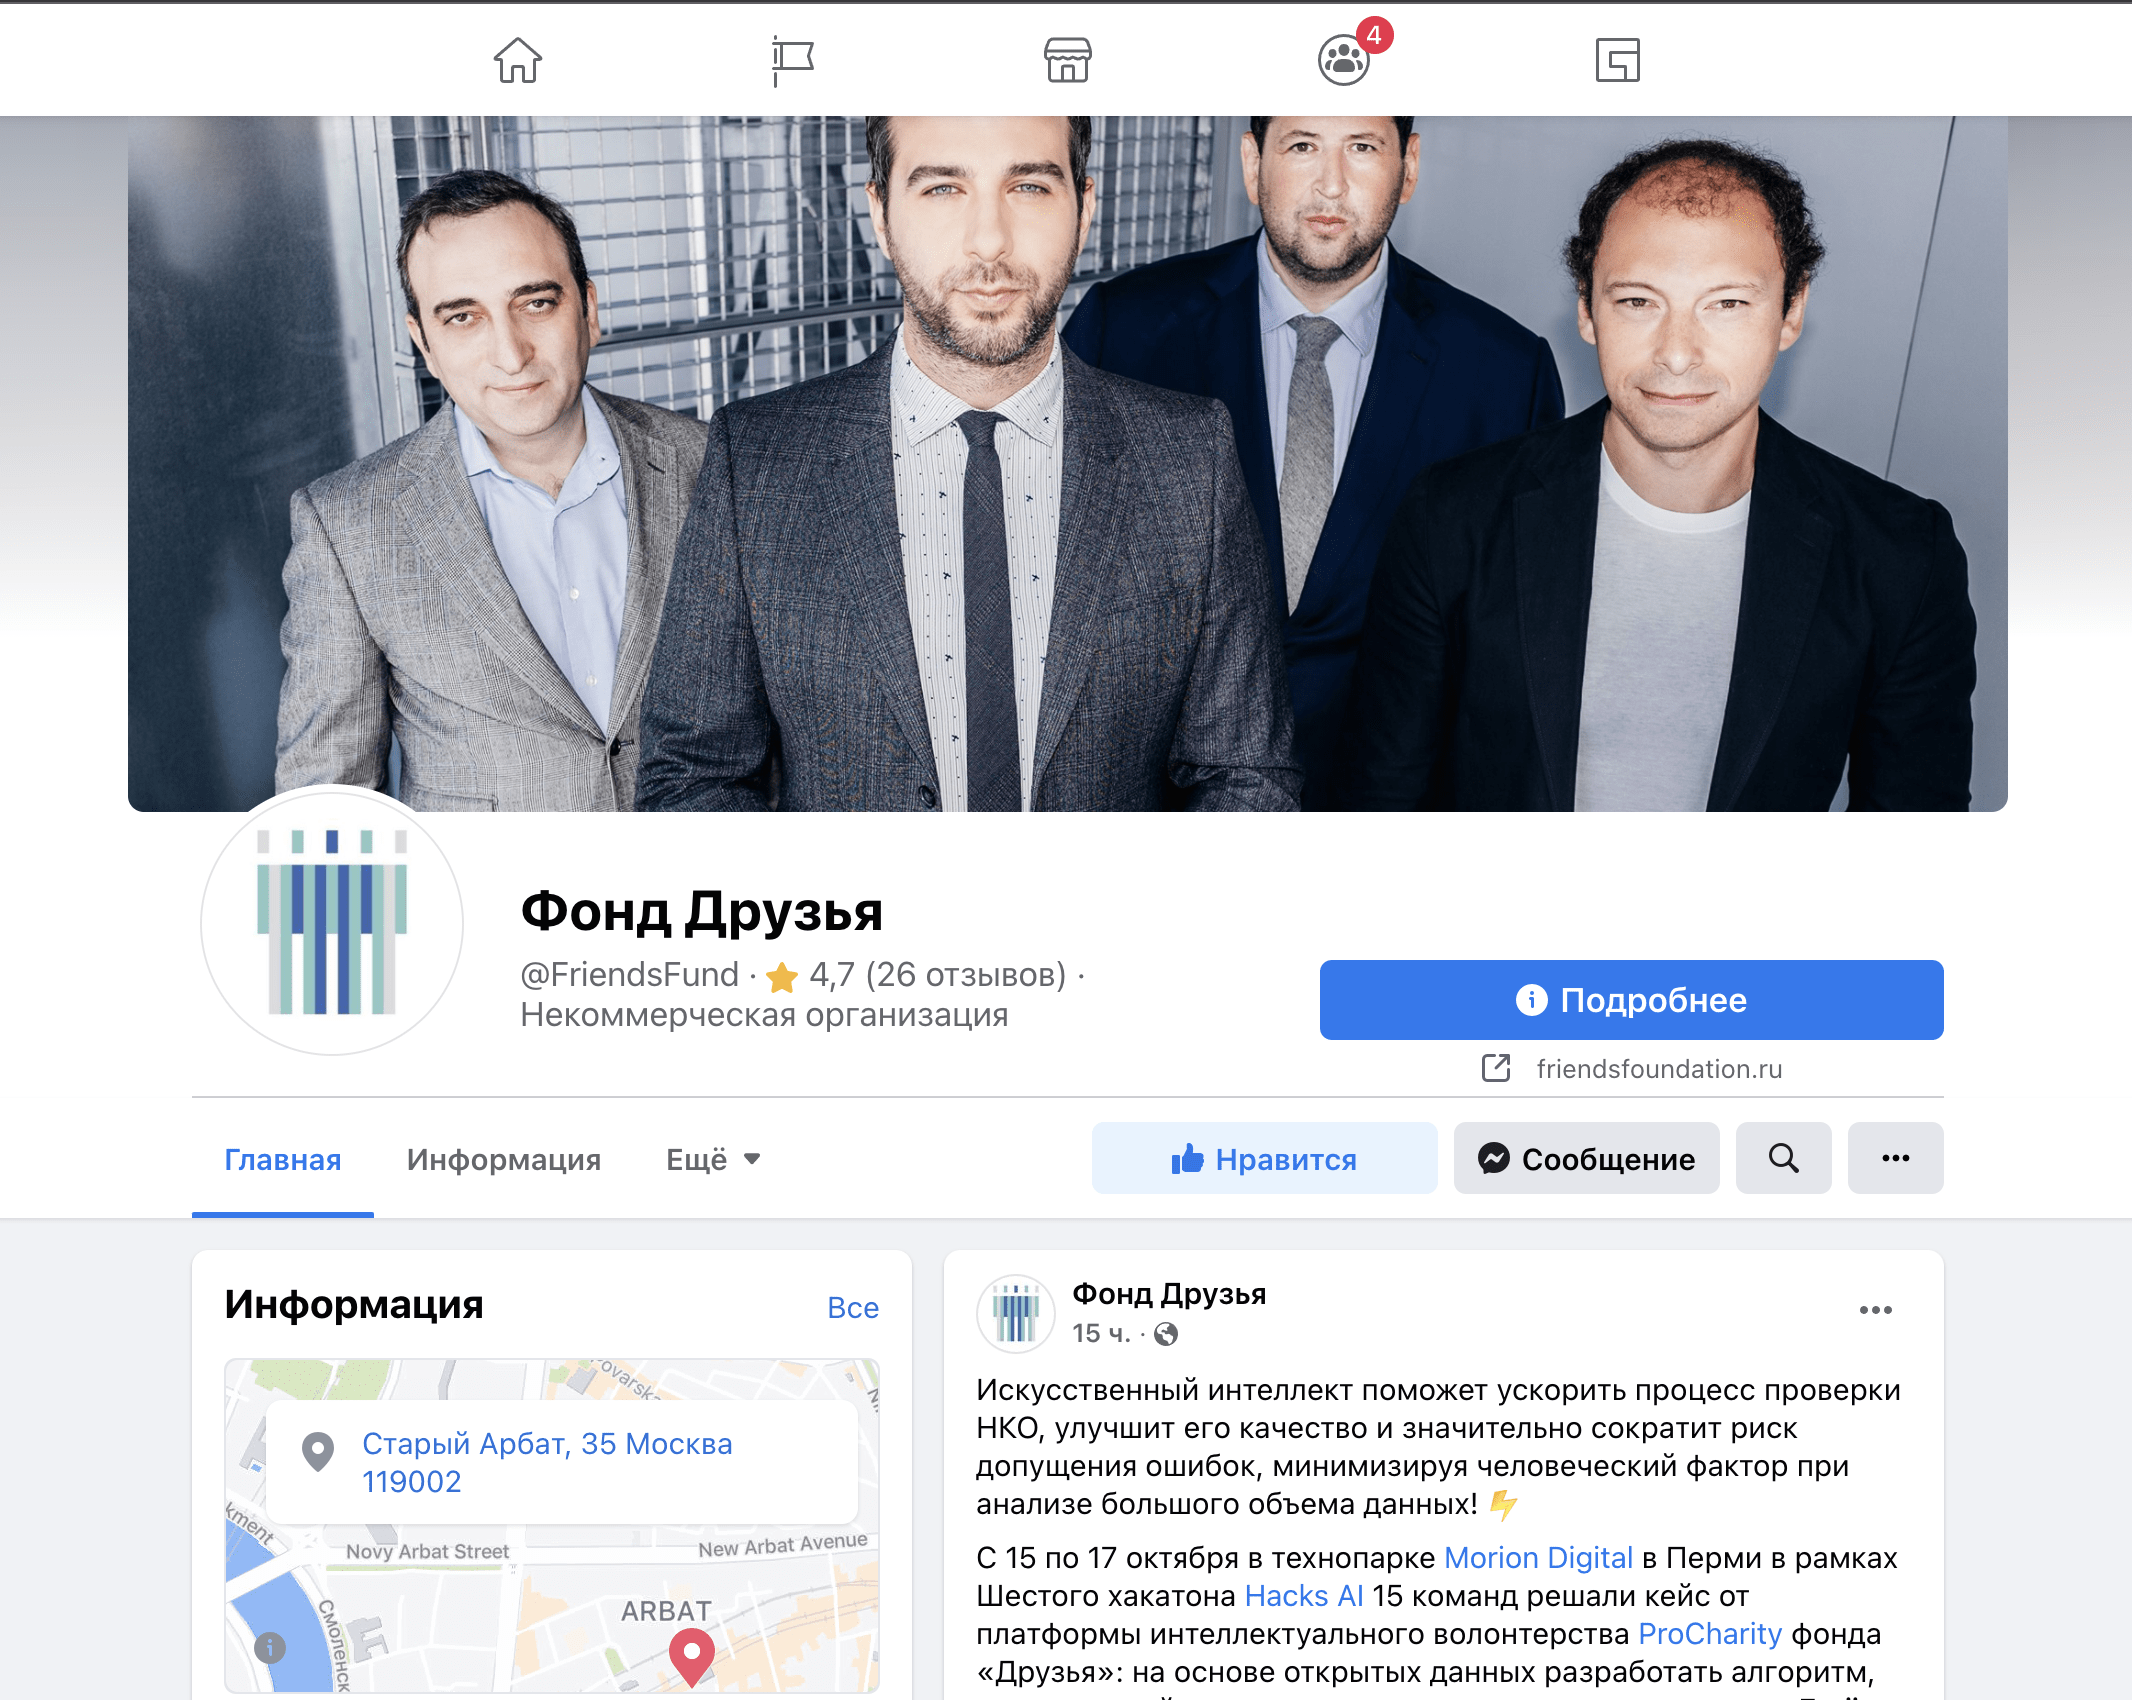 4
Фонд Друзья
@FriendsFund · 4,7 (26 отзывов) ·
Некоммерческая организация
Подробнее
friendsfoundation.ru
Главная
Информация
Ещё
Нравится
Сообщение
Информация
Все
Povarska
Старый Арбат, 35 Москва
119002
kment
Novy Arbat Street
New Arbat Avenue
Смоленск
ARBAT
Фонд Друзья
15 ч. ·
Искусственный интеллект поможет ускорить процесс проверки
НКО, улучшит его качество и значительно сократит риск
допущения ошибок, минимизируя человеческий фактор при
анализе большого объема данных!
С 15 по 17 октября в технопарке Morion Digital в Перми в рамках
Шестого хакатона Hacks AI 15 команд решали кейс от
платформы интеллектуального волонтерства ProCharity фонда
«Друзья»: на основе открытых данных разработать алгоритм,